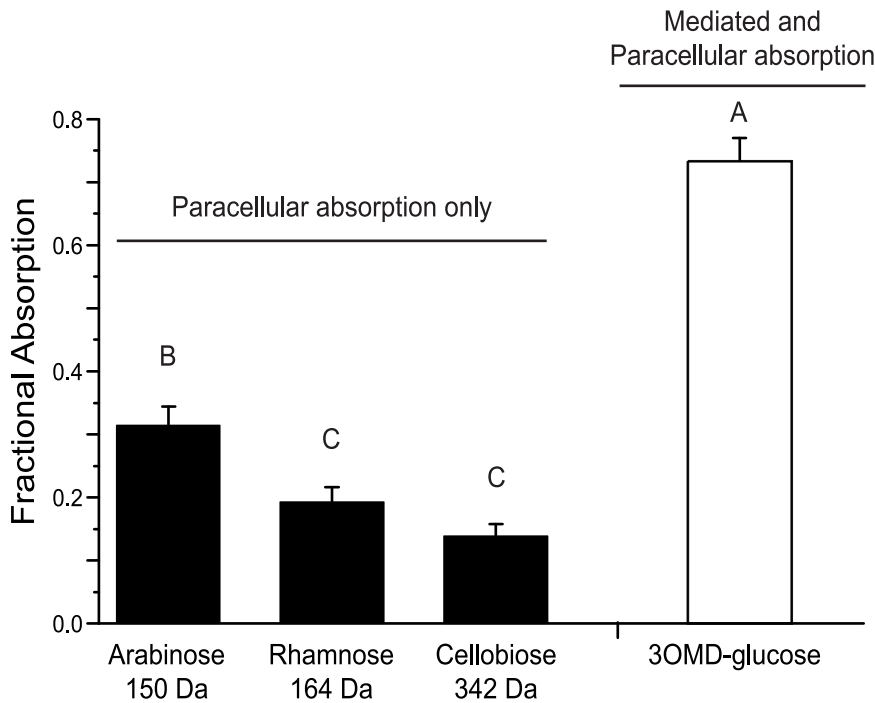 Mediated and
Paracellular absorption
A
0.8
Paracellular absorption only
0.6
Fractional Absorption
0.4
B
C
C
0.2
0.0
Arabinose
150 Da
Rhamnose
164 Da
Cellobiose
342 Da
3OMD-glucose